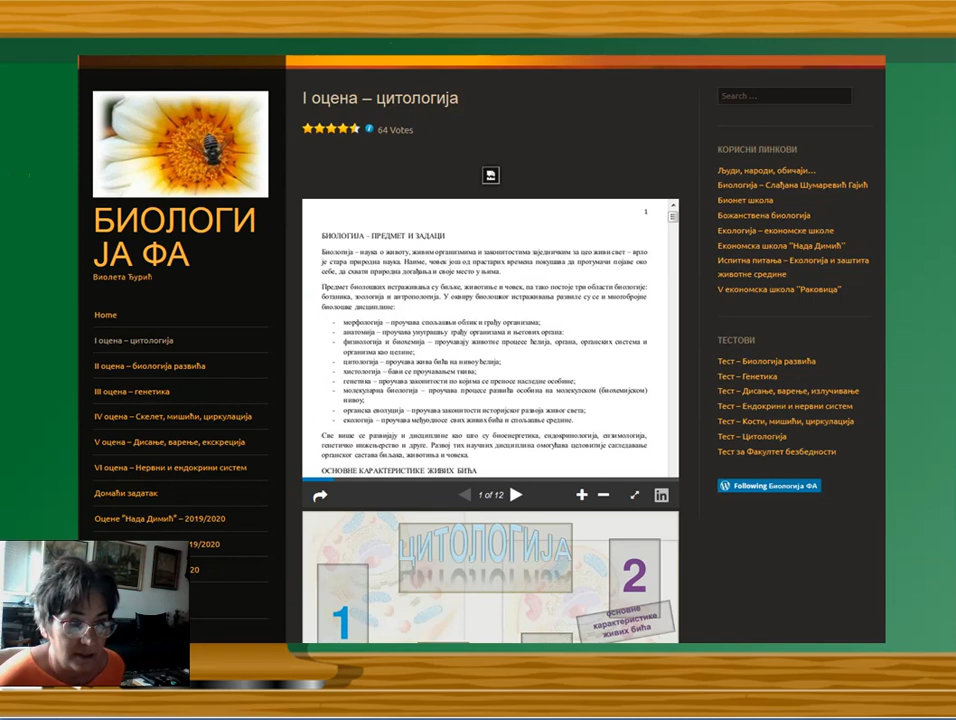 БИОЛОГИ
ЈА ФА
Виолета Ђурић
Home
I оцена – цитологија
II оцена – биологија развића
III оцена – генетика
IV оцена – Скелет, мишићи, циркулација
V оцена – Дисање, варење, екскреција
VI оцена – Нервни и ендокрини систем
Домаћи задатак
Оцене "Нада Димић" – 2019/2020
19/2020
20
I оцена – цитологија
64 Votes
1
БИОЛОГИЈА – ПРЕДМЕТ И ЗАДАЦИ
Биологија – наука о животу, живим организмима и законитостима заједничким за цео живи свет – врло
је стара природна наука. Наиме, човек још од прастарих времена покушава да протумачи појаве око
себе, да схвати природна догађања и своје место у њима.
Предмет биолошких истраживања су биљке, животиње и човек, па тако постоје три области биологије:
ботаника, зоологија и антропологија. У оквиру биолошког истраживања развиле су се и многобројне
биолошке дисциплине:
- морфологија – проучава спољашњи облик и грађу организама;
- анатомија – проучава унутрашњу грађу организама и његових органа:
- физиологија и биохемија – проучавају животне процесе ћелија, органа, органских система и
организма као целине;
- цитологија – проучава жива бића на нивоу ћелија;
- хистологија – бави се проучавањем ткива;
- генетика – проучава законитости по којима се преносе наследне особине;
- молекуларна биологија – проучава процесе развића особина на молекулском (биохемијском)
нивоу;
- органска еволуција – проучава законитости историјског развоја живог света;
- екологија – проучава међуодносе свих живих бића и спољашње средине.
Све више се развијају и дисциплине као што су биоенергетика, ендокринологија, ензимологија,
генетичко инжењерство и друге. Развој тих научних дисциплина омогућава целовитије сагледавање
органског састава биљака, животиња и човека.
ОСНОВНЕ КАРАКТЕРИСТИКЕ ЖИВИХ БИЋА
1 of 12
in
ЦИТОЛОГИЈА
1
2
основне
карактеристике
живих бића
Search …
КОРИСНИ ЛИНКОВИ
Људи, народи, обичаји…
Биологија – Слађана Шумаревић Гајић
Бионет школа
Божанствена биологија
Екологија – економске школе
Економска школа "Нада Димић"
Испитна питања – Екологија и заштита
животне средине
V економска школа "Раковица"
ТЕСТОВИ
Тест – Биологија развића
Тест – Генетика
Тест – Дисање, варење, излучивање
Тест – Ендокрини и нервни систем
Тест – Кости, мишићи, циркулација
Тест – Цитологија
Тест за Факултет безбедности
Following Биологија ФА